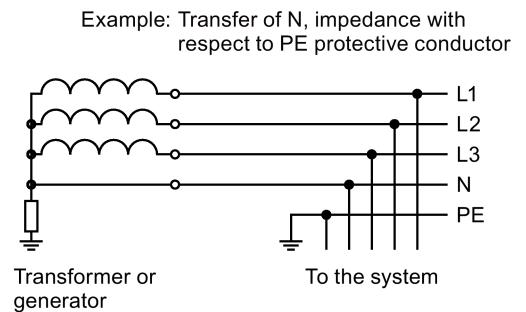 Example: Transfer of N, impedance with
respect to PE protective conductor
L1
L2
L3
N
PE
Transformer or
generator
To the system